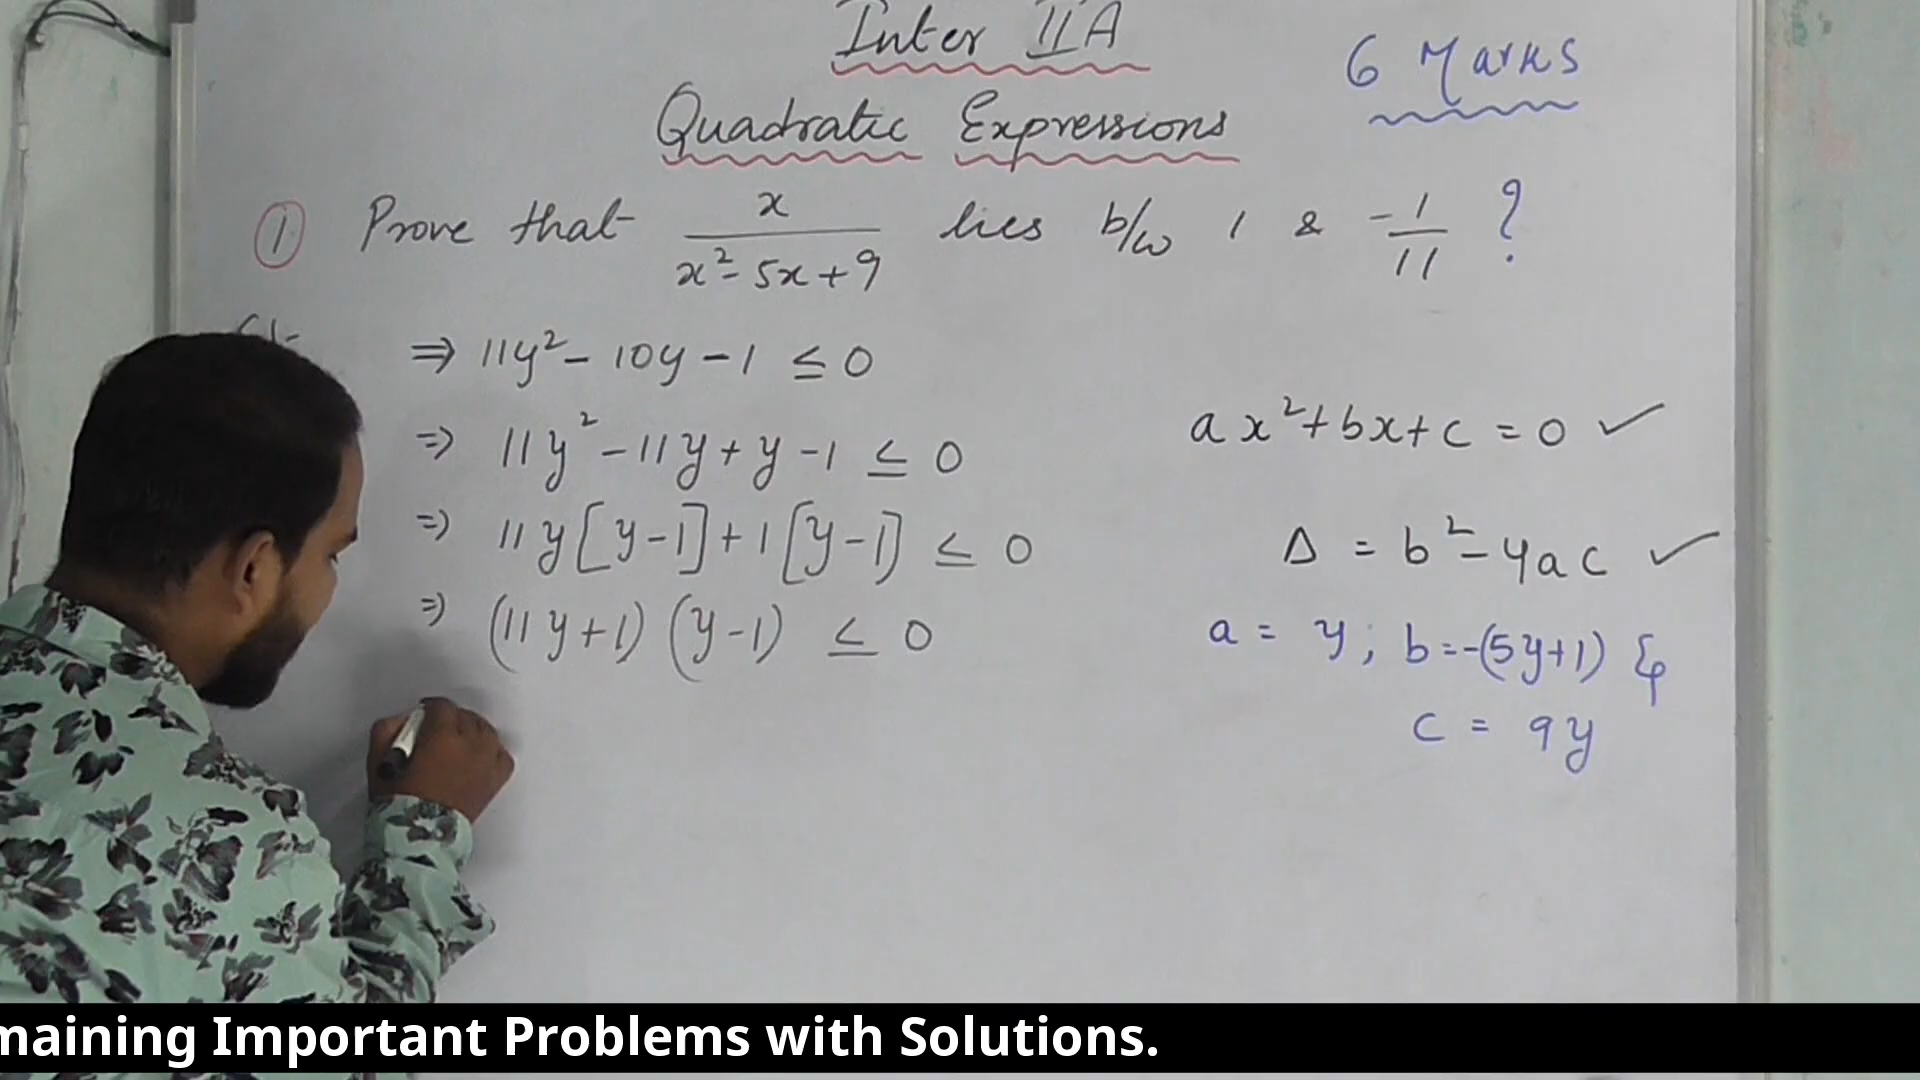 Inter IIA
6 Marks
Quadratic Expressions
① Prove that x/(x²-5x+9) lies b/w 1 & -1/11 ?
⇒ 11y² - 10y - 1 ≤ 0
⇒ 11y² - 11y + y - 1 ≤ 0
⇒ 11y[y-1] + 1[y-1] ≤ 0
⇒ (11y+1) (y-1) ≤ 0
ax²+bx+c = 0 ✓
Δ = b²-4ac ✓
a = y; b=-(5y+1) &
c = 9y
maining Important Problems with Solutions.